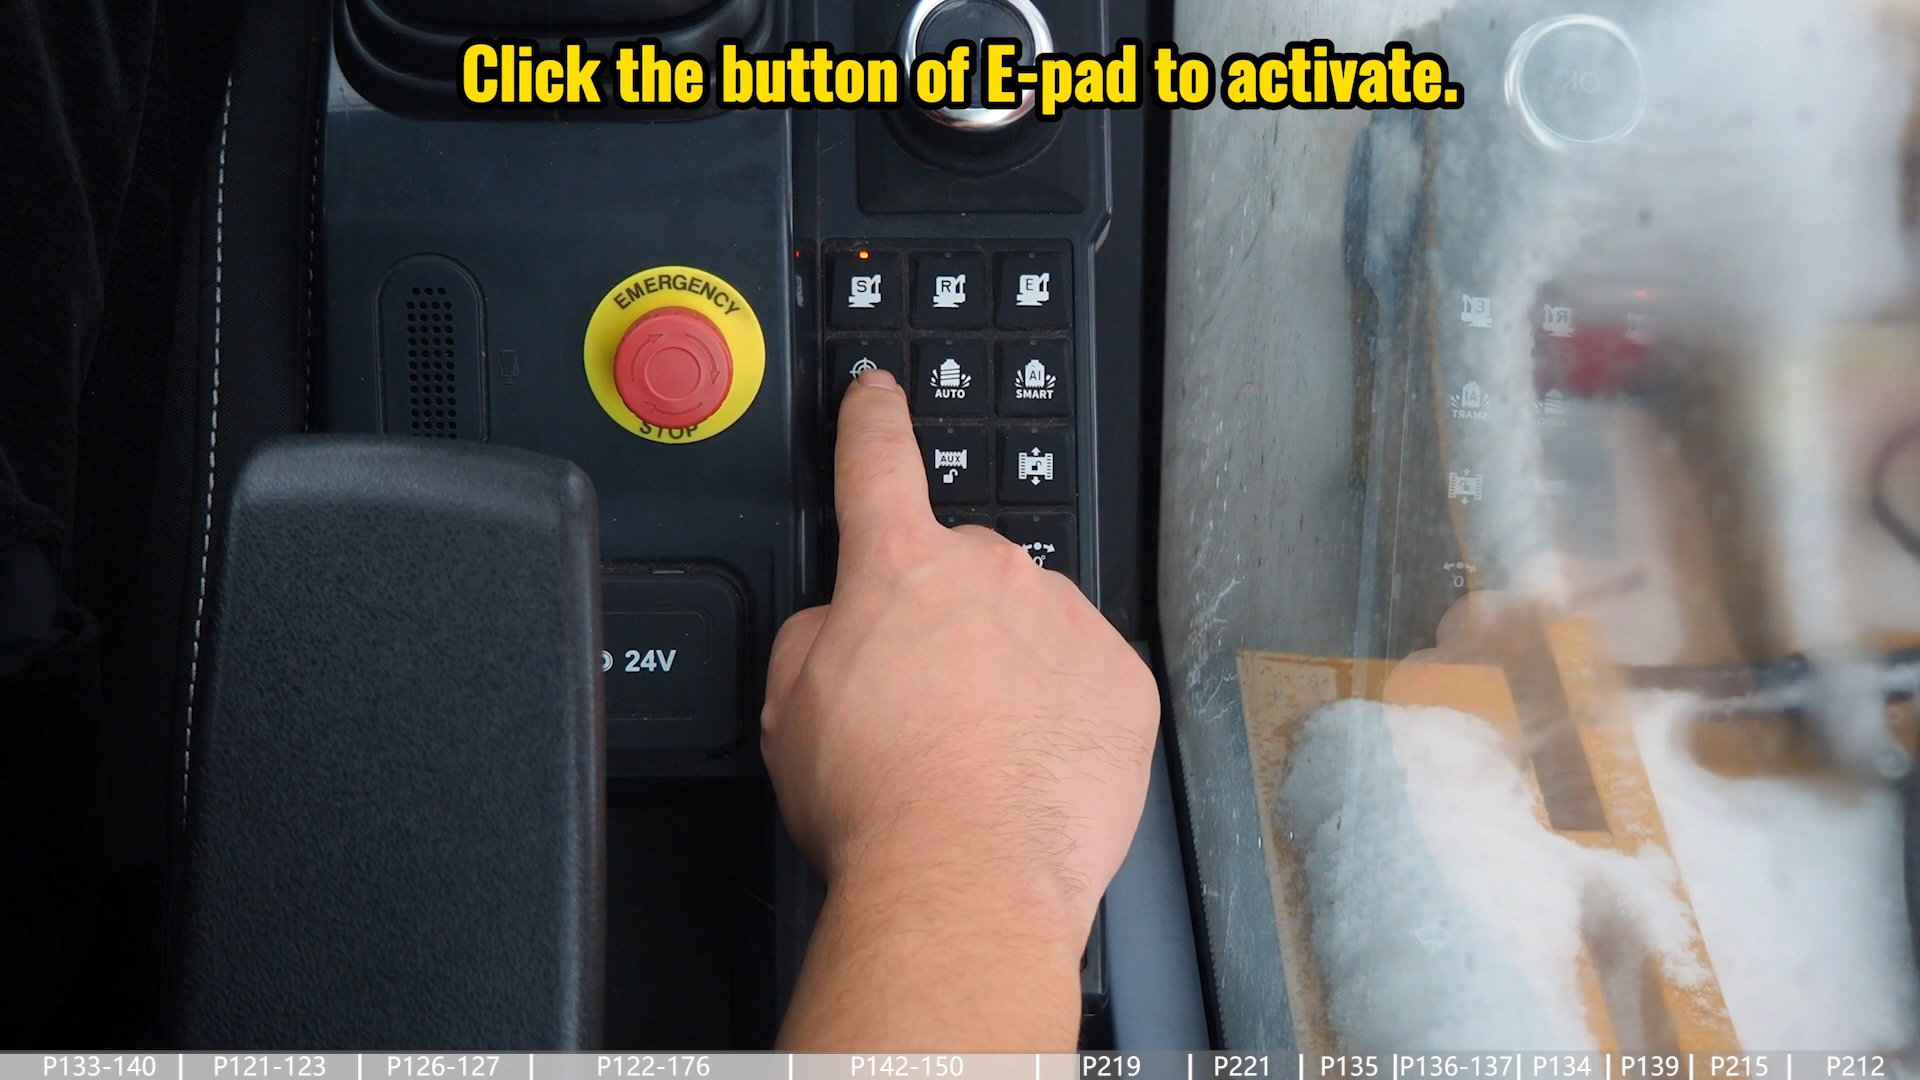 Click the button of E-pad to activate.
EMERGENCY
STOP
S R E
AUTO
AI
SMART
AUX
24V
P133-140 P121-123 P126-127 P122-176 P142-150 P219 P221 P135 P136-137 P134 P139 P215 P212